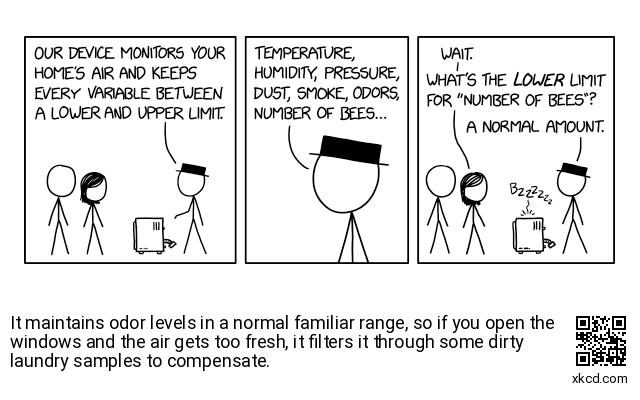 OUR DEVICE MONITORS YOUR
HOME'S AIR AND KEEPS
EVERY VARIABLE BETWEEN
A LOWER AND UPPER LIMIT.
TEMPERATURE,
HUMIDITY, PRESSURE,
DUST, SMOKE, ODORS,
NUMBER OF BEES...
WAIT.
WHAT'S THE LOWER LIMIT
FOR "NUMBER OF BEES"?
A NORMAL AMOUNT.
BZZZZZZ
It maintains odor levels in a normal familiar range, so if you open the
windows and the air gets too fresh, it filters it through some dirty
laundry samples to compensate.
xkcd.com